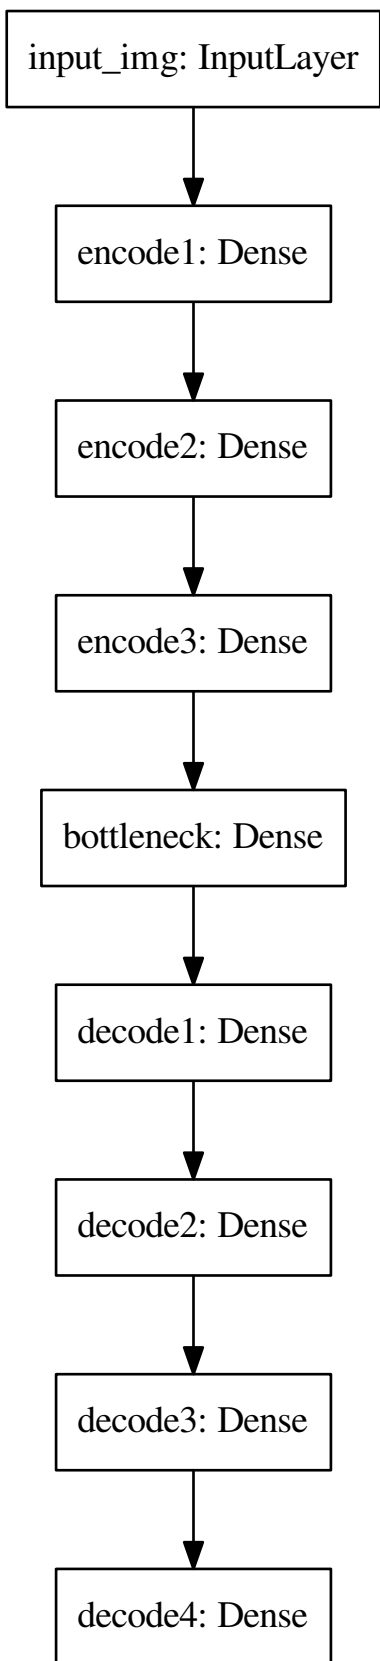 input_img: InputLayer
encode1: Dense
encode2: Dense
encode3: Dense
bottleneck: Dense
decode1: Dense
decode2: Dense
decode3: Dense
decode4: Dense